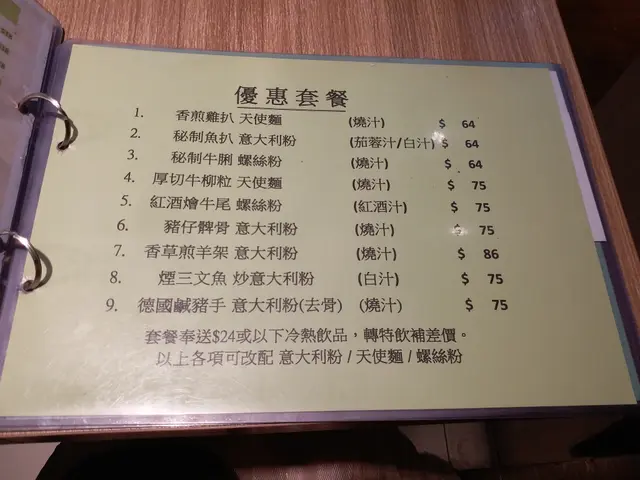 優惠套餐
1. 香煎雞扒 天使麵 (燒汁) $ 64
2. 秘制魚扒 意大利粉 (茄蓉汁/白汁) $ 64
3. 秘制牛脷 螺絲粉 (燒汁) $ 64
4. 厚切牛柳粒 天使麵 (燒汁) $ 75
5. 紅酒燴牛尾 螺絲粉 (紅酒汁) $ 75
6. 豬仔髀骨 意大利粉 (燒汁) $ 75
7. 香草煎羊架 意大利粉 (燒汁) $ 86
8. 煙三文魚 炒意大利粉 (白汁) $ 75
9. 德國鹹豬手 意大利粉(去骨) (燒汁) $ 75
套餐奉送$24或以下冷熱飲品，轉特飲補差價。
以上各項可改配 意大利粉 / 天使麵 / 螺絲粉